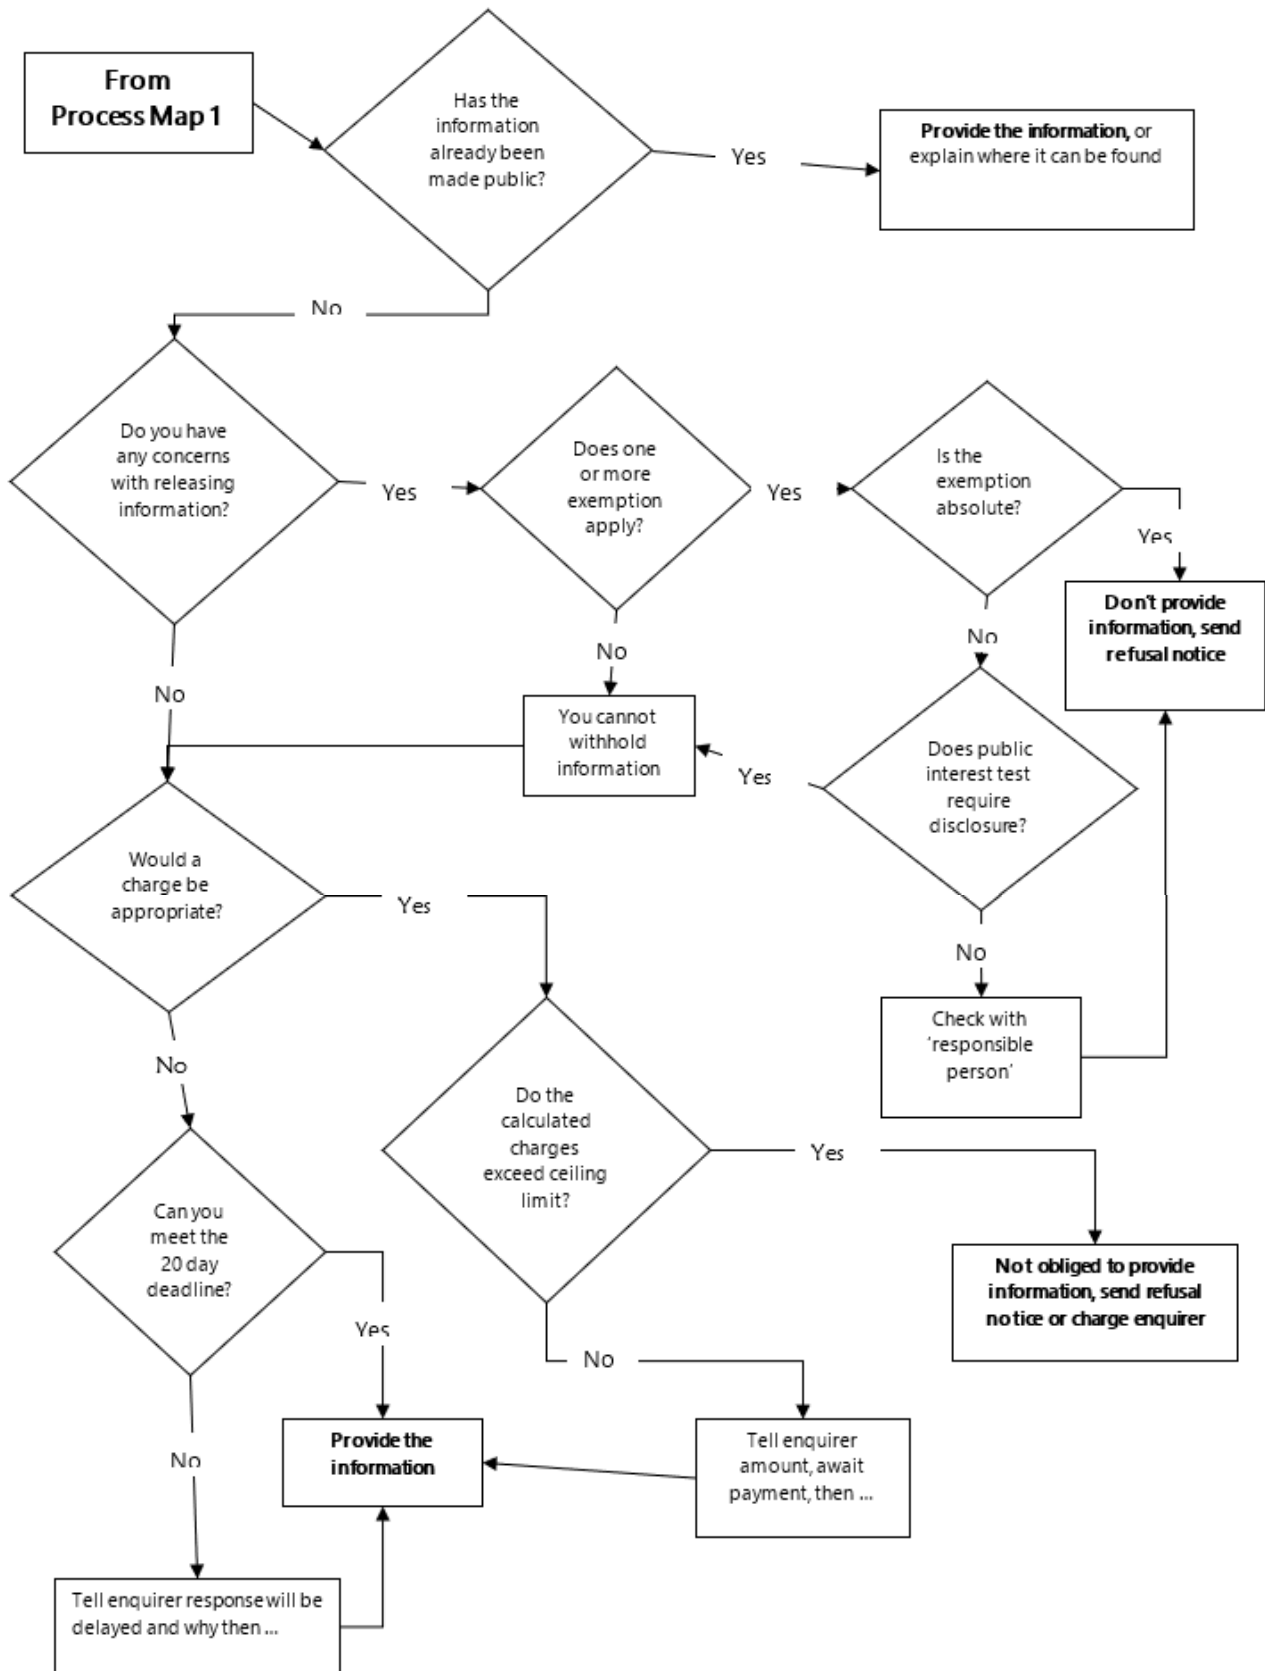 From
Process Map 1
Has the
information
already been
made public?
Yes
Provide the information, or
explain where it can be found
No
Do you have
any concerns
with releasing
information?
Yes
Does one
or more
exemption
apply?
Yes
Is the
exemption
absolute?
Yes
Don't provide
information, send
refusal notice
No
No
No
You cannot
withhold
information
Yes
Does public
interest test
require
disclosure?
Would a
charge be
appropriate?
Yes
No
Check with
‘responsible
person’
No
Do the
calculated
charges
exceed ceiling
limit?
Yes
Can you
meet the
20 day
deadline?
Not obliged to provide
information, send refusal
notice or charge enquirer
Yes
No
No
Provide the
information
Tell enquirer
amount, await
payment, then ...
Tell enquirer response will be
delayed and why then ...